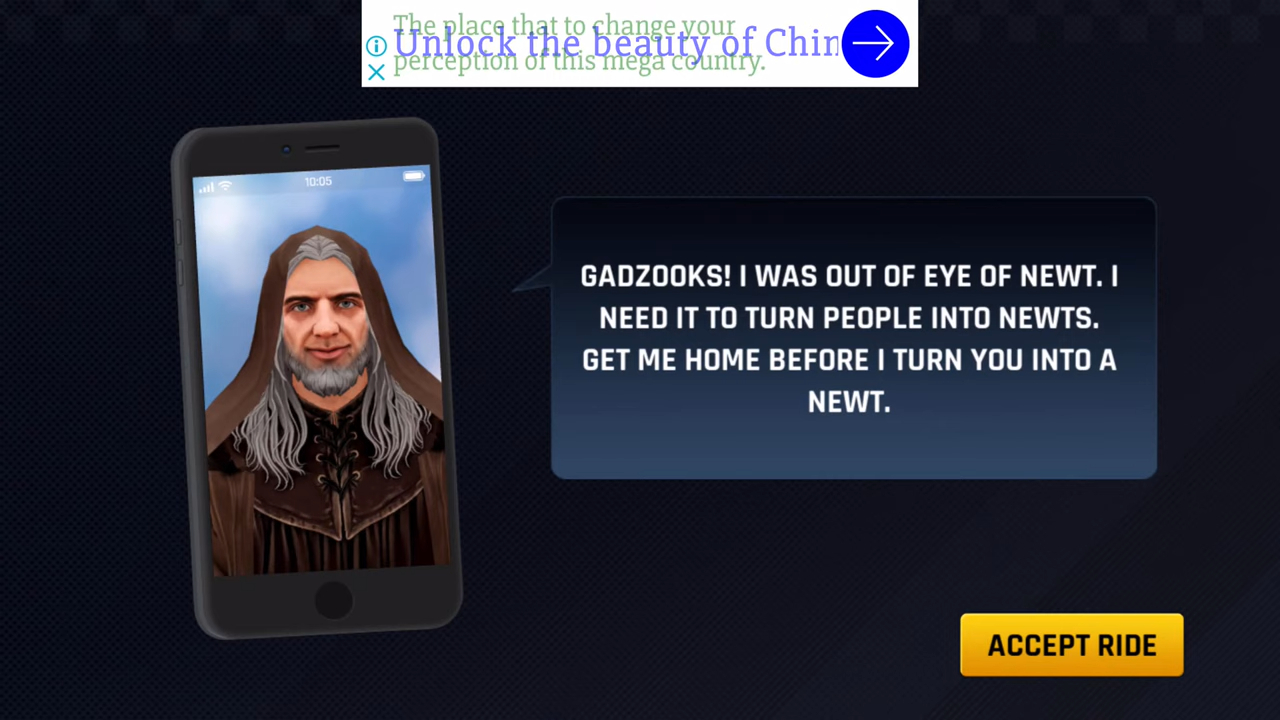 The place that to change your
Unlock the beauty of Chin
perception of this mega country.
10:05
GADZOOKS! I WAS OUT OF EYE OF NEWT. I
NEED IT TO TURN PEOPLE INTO NEWTS.
GET ME HOME BEFORE I TURN YOU INTO A
NEWT.
ACCEPT RIDE